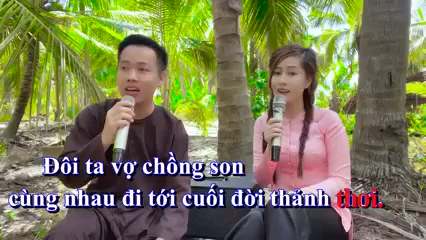 Đôi ta vợ chồng son
cùng nhau đi tới cuối đời thảnh thơi.